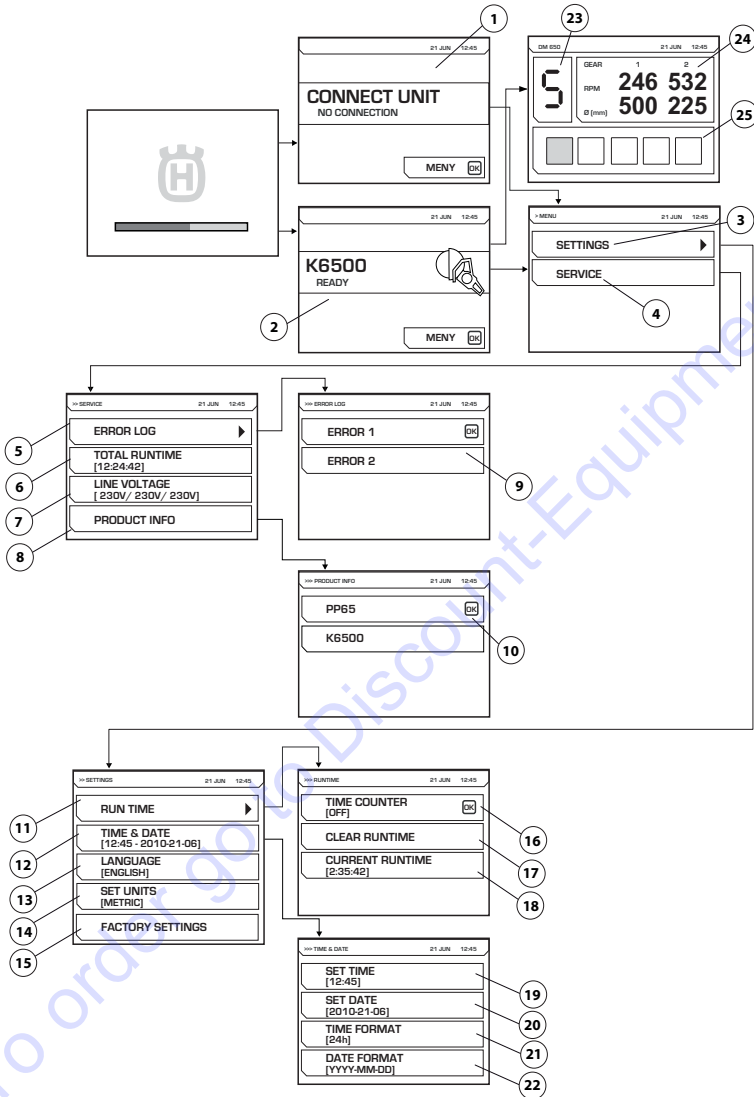 1
23
24
25
21 JUN 12:45
CONNECT UNIT
NO CONNECTION
MENY OK
DM 650 21 JUN 12:45
GEAR 1 2
RPM 246 532
Ø (mm) 500 225
5
H
21 JUN 12:45
K6500
READY
MENY OK
2
> MENU 21 JUN 12:45
SETTINGS
SERVICE
3
4
>> SERVICE 21 JUN 12:45
ERROR LOG
TOTAL RUNTIME
[12:24:42]
LINE VOLTAGE
[ 230V/ 230V/ 230V]
PRODUCT INFO
5
6
7
8
>>> ERROR LOG 21 JUN 12:45
ERROR 1 OK
ERROR 2
9
>>> PRODUCT INFO 21 JUN 12:45
PP65 OK
K6500
10
>> SETTINGS 21 JUN 12:45
RUN TIME
TIME & DATE
[12:45 - 2010-21-06]
LANGUAGE
[ENGLISH]
SET UNITS
[METRIC]
FACTORY SETTINGS
11
12
13
14
15
>>> RUNTIME 21 JUN 12:45
TIME COUNTER
[OFF]
OK
CLEAR RUNTIME
CURRENT RUNTIME
[2:35:42]
16
17
18
>>> TIME & DATE 21 JUN 12:45
SET TIME
[12:45]
SET DATE
[2010-21-06]
TIME FORMAT
[24h]
DATE FORMAT
[YYYY-MM-DD]
19
20
21
22
To order go to Discount-Equipmen